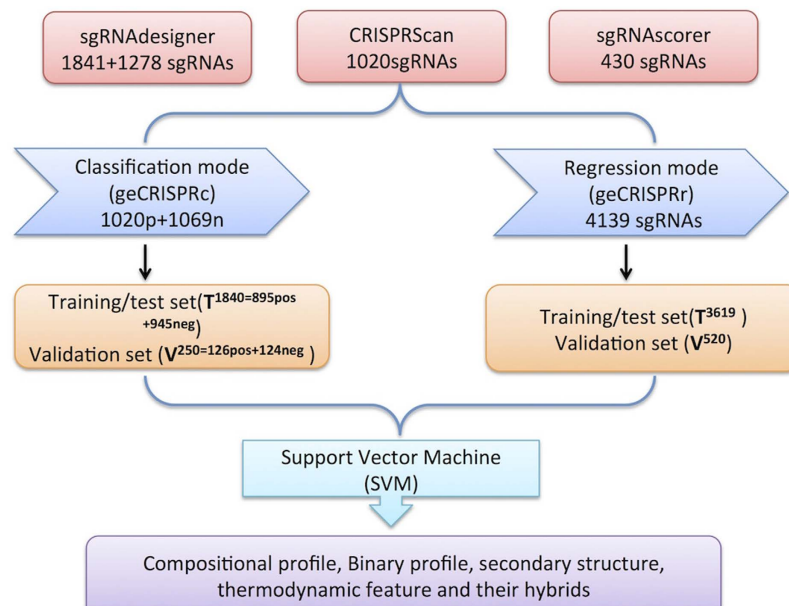 sgRNAdesigner
1841+1278 sgRNAs
CRISPRScan
1020sgRNAs
sgRNAscorer
430 sgRNAs
Classification mode
(geCRISPRc)
1020p+1069n
Regression mode
(geCRISPRr)
4139 sgRNAs
Training/test set(T1840=895pos
+945neg)
Validation set (V250=126pos+124neg )
Training/test set(T3619 )
Validation set (V520)
Support Vector Machine
(SVM)
Compositional profile, Binary profile, secondary structure,
thermodynamic feature and their hybrids